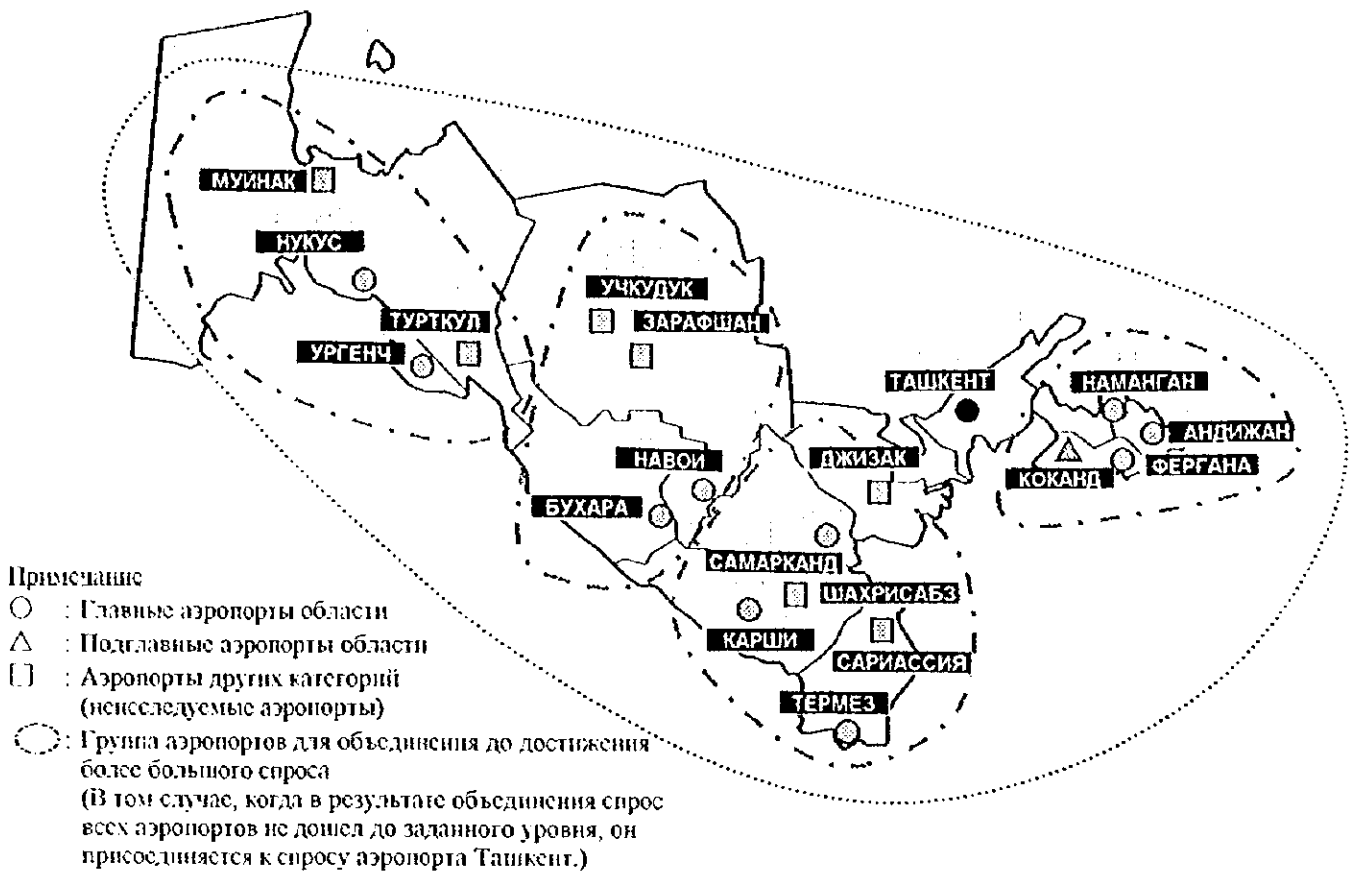 МУЙНАК
НУКУС
ТУРТКУЛ
УРГЕНЧ
УЧКУДУК
ЗАРАФШАН
ТАШКЕНТ
НАМАНГАН
АНДИЖАН
ФЕРГАНА
КОКАНД
НАВОИ
ДЖИЗАК
БУХАРА
САМАРКАНД
ШАХРИСАБЗ
КАРШИ
САРИАССИЯ
ТЕРМЕЗ
Примечание
: Главные аэропорты области
: Подглавные аэропорты области
: Аэропорты других категорий
(неисследуемые аэропорты)
: Группа аэропортов для объединения до достижения
более большого спроса
(В том случае, когда в результате объединения спрос
всех аэропортов не дошел до заданного уровня, он
присоединяется к спросу аэропорта Ташкент.)